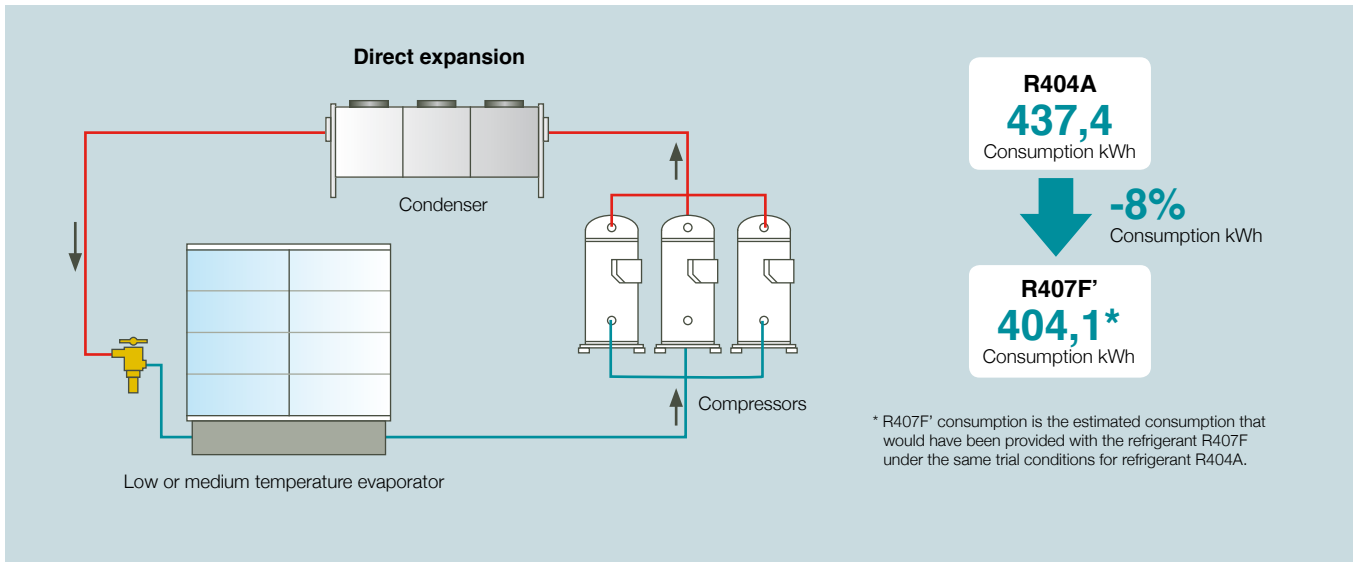 Direct expansion
Condenser
Compressors
Low or medium temperature evaporator
R404A
437,4
Consumption kWh
-8%
Consumption kWh
R407F’
404,1*
Consumption kWh
* R407F’ consumption is the estimated consumption that
would have been provided with the refrigerant R407F
under the same trial conditions for refrigerant R404A.